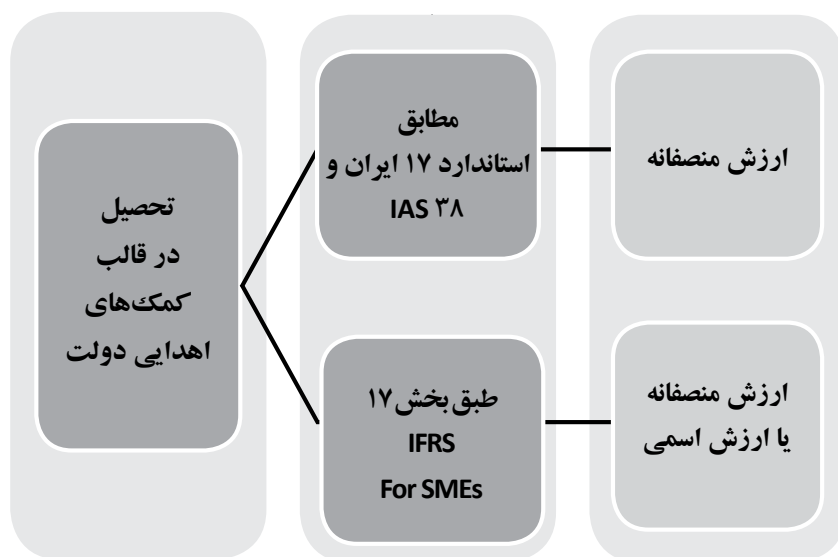 تحصیل
در قالب
کمک‌های
اهدایی دولت
مطابق
استاندارد ۱۷ ایران و
IAS ۳۸
ارزش منصفانه
طبق بخش ۱۷
IFRS
For SMEs
ارزش منصفانه
یا ارزش اسمی